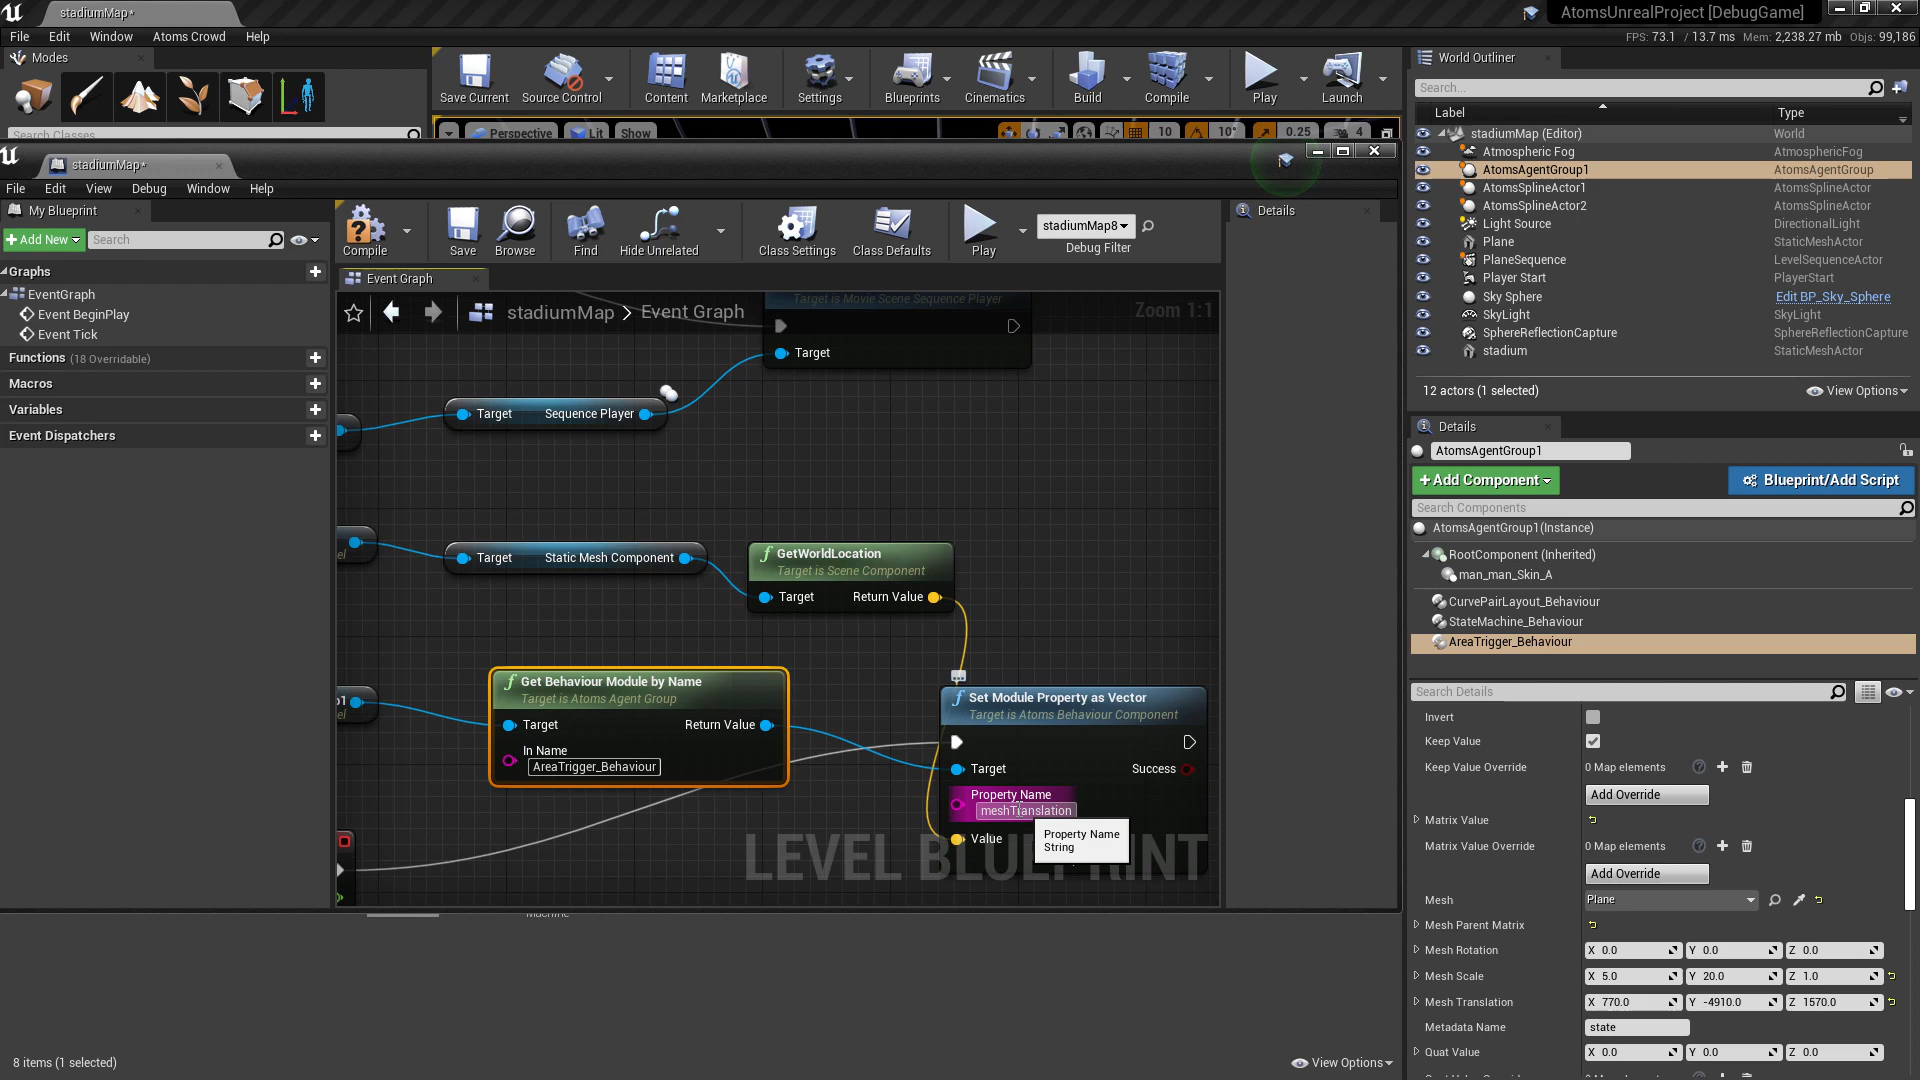 stadiumMap*
AtomsUnrealProject [DebugGame]
File Edit Window Atoms Crowd Help
FPS: 73.1 / 13.7 ms Mem: 2,238.27 mb Objs: 99,186
Modes
Search Classes
Save Current Source Control Content Marketplace Settings Blueprints Cinematics Build Compile Play Launch
Perspective Lit Show 10 10° 0.25 4
stadiumMap*
File Edit View Debug Window Help
My Blueprint
Add New Search
Graphs
EventGraph
Event BeginPlay
Event Tick
Functions (18 Overridable)
Macros
Variables
Event Dispatchers
Compile Save Browse Find Hide Unrelated Class Settings Class Defaults Play
stadiumMap8
Debug Filter
Event Graph
stadiumMap > Event Graph
Zoom 1:1
Target is Movie Scene Sequence Player
Target
Target Sequence Player
el
Target Static Mesh Component
GetWorldLocation
Target is Scene Component
Target Return Value
p1
el
Get Behaviour Module by Name
Target is Atoms Agent Group
Target Return Value
In Name
AreaTrigger_Behaviour
Set Module Property as Vector
Target is Atoms Behaviour Component
Target Success
Property Name
meshTranslation
Value
Property Name
String
LEVEL BLUEPRINT
Details
Machine
8 items (1 selected)
View Options
World Outliner
Search...
Label Type
stadiumMap (Editor) World
Atmospheric Fog AtmosphericFog
AtomsAgentGroup1 AtomsAgentGroup
AtomsSplineActor1 AtomsSplineActor
AtomsSplineActor2 AtomsSplineActor
Light Source DirectionalLight
Plane StaticMeshActor
PlaneSequence LevelSequenceActor
Player Start PlayerStart
Sky Sphere Edit BP_Sky_Sphere
SkyLight SkyLight
SphereReflectionCapture SphereReflectionCapture
stadium StaticMeshActor
12 actors (1 selected)
View Options
Details
AtomsAgentGroup1
Add Component
Blueprint/Add Script
Search Components
AtomsAgentGroup1(Instance)
RootComponent (Inherited)
man_man_Skin_A
CurvePairLayout_Behaviour
StateMachine_Behaviour
AreaTrigger_Behaviour
Search Details
Invert
Keep Value
Keep Value Override 0 Map elements
Add Override
Matrix Value
Matrix Value Override 0 Map elements
Add Override
Mesh Plane
Mesh Parent Matrix
Mesh Rotation X 0.0 Y 0.0 Z 0.0
Mesh Scale X 5.0 Y 20.0 Z 1.0
Mesh Translation X 770.0 Y -4910.0 Z 1570.0
Metadata Name state
Quat Value X 0.0 Y 0.0 Z 0.0